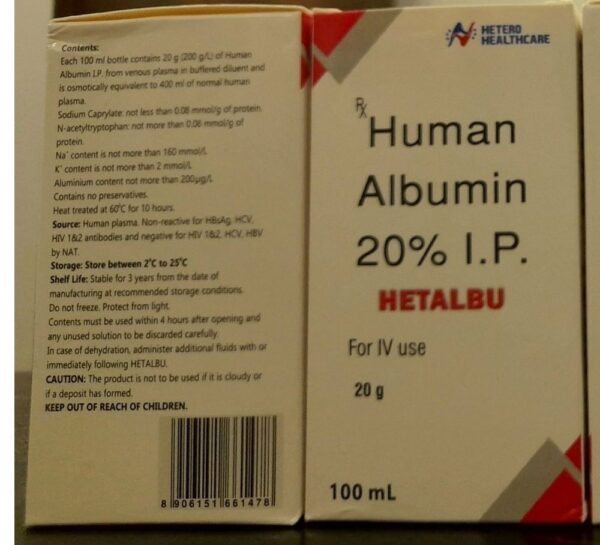 Contents:
Each 100 ml bottle contains 20 g (200 g/L) of Human
Albumin I.P. from venous plasma in buffered diluent and
is osmotically equivalent to 400 ml of normal human
plasma.
Sodium Caprylate: not less than 0.08 mmol/g of protein.
N-acetyltryptophan: not more than 0.08 mmol/g of
protein.
Na⁺ content is not more than 160 mmol/L
K⁺ content is not more than 2 mmol/L
Aluminium content not more than 200µg/L
Contains no preservatives.
Heat treated at 60°C for 10 hours.
Source: Human plasma. Non-reactive for HBsAg, HCV,
HIV 1&2 antibodies and negative for HIV 1&2, HCV, HBV
by NAT.
Storage: Store between 2°C to 25°C
Shelf Life: Stable for 3 years from the date of
manufacturing at recommended storage conditions.
Do not freeze. Protect from light.
Contents must be used within 4 hours after opening and
any unused solution to be discarded carefully.
In case of dehydration, administer additional fluids with or
immediately following HETALBU.
CAUTION: The product is not to be used if it is cloudy or
if a deposit has formed.
KEEP OUT OF REACH OF CHILDREN.
8 906151 661478
HETERO
HEALTHCARE
Rx
Human
Albumin
20% I.P.
HETALBU
For IV use
20 g
100 mL